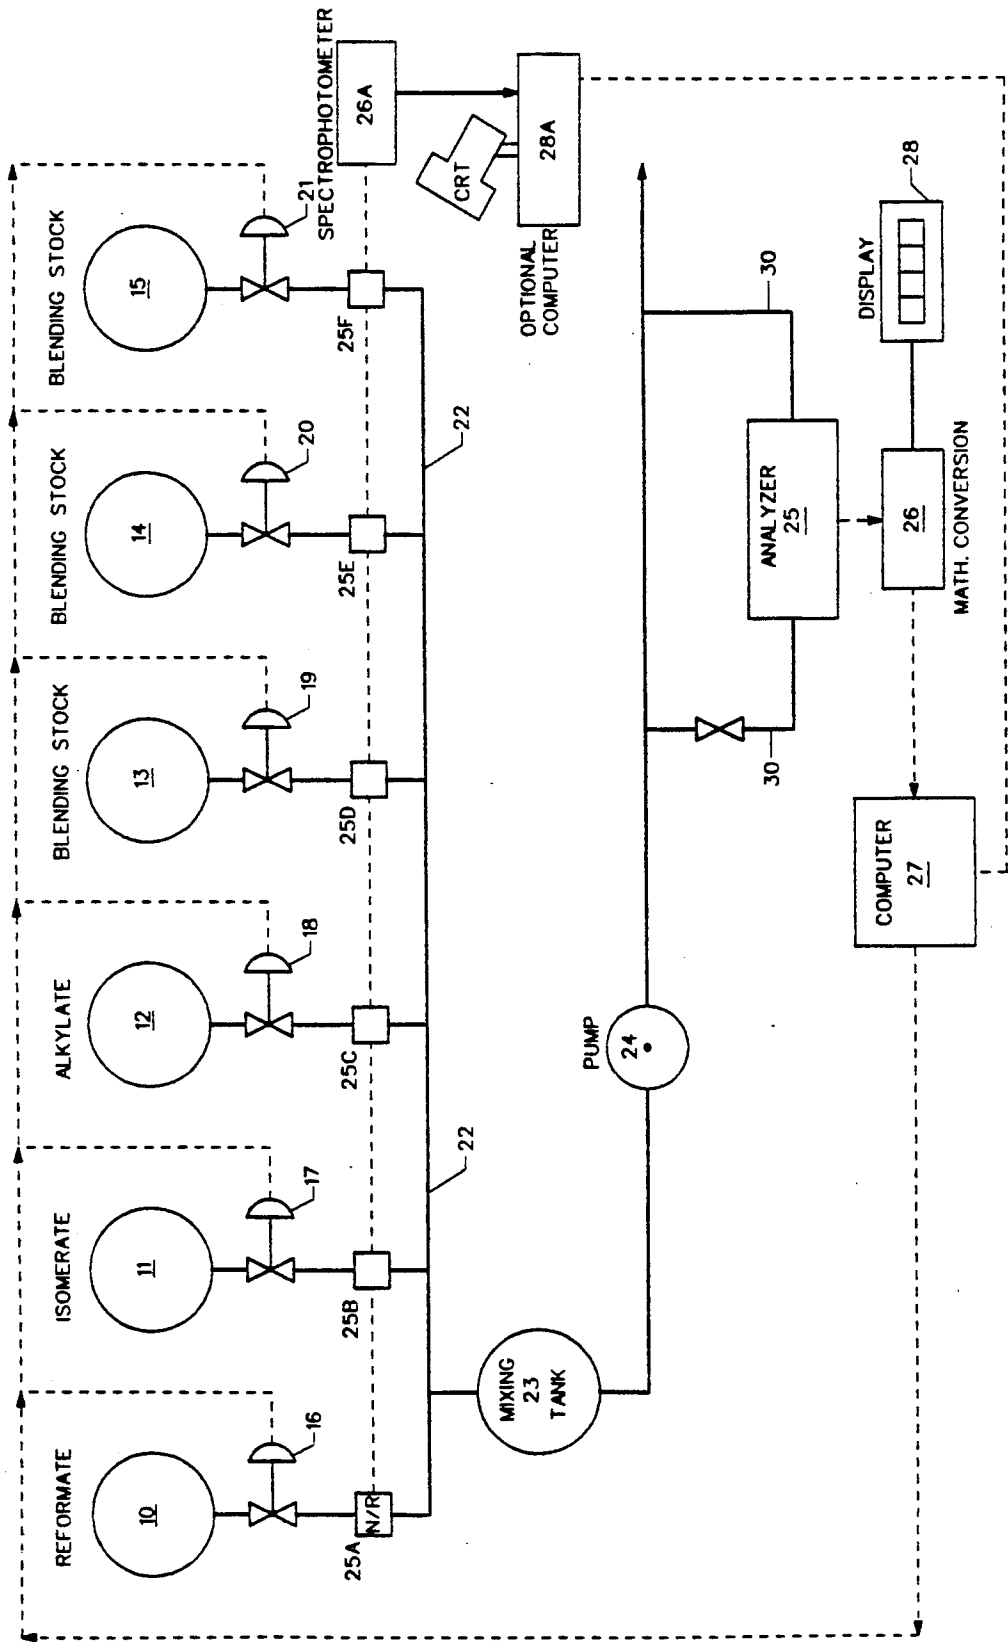 REFORMATE
ISOMERATE
ALKYLATE
BLENDING STOCK
BLENDING STOCK
BLENDING STOCK
10
11
12
13
14
15
16
17
18
19
20
21
25A
N/R
25B
25C
25D
25E
25F
SPECTROPHOTOMETER
26A
22
22
CRT
28A
OPTIONAL
COMPUTER
MIXING
23
TANK
PUMP
24
30
30
ANALYZER
25
DISPLAY
28
26
MATH. CONVERSION
COMPUTER
27